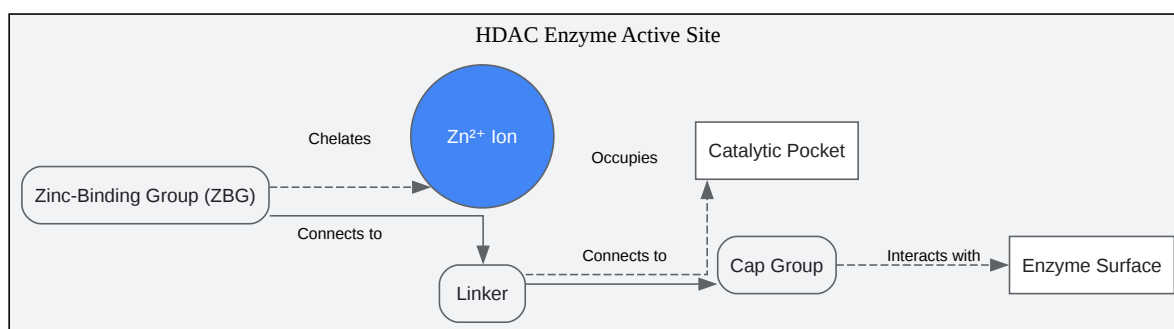 HDAC Enzyme Active Site
Zn²⁺ Ion
Chelates
Occupies
Catalytic Pocket
Zinc-Binding Group (ZBG)
Connects to
Connects to
Interacts with
Linker
Cap Group
Enzyme Surface